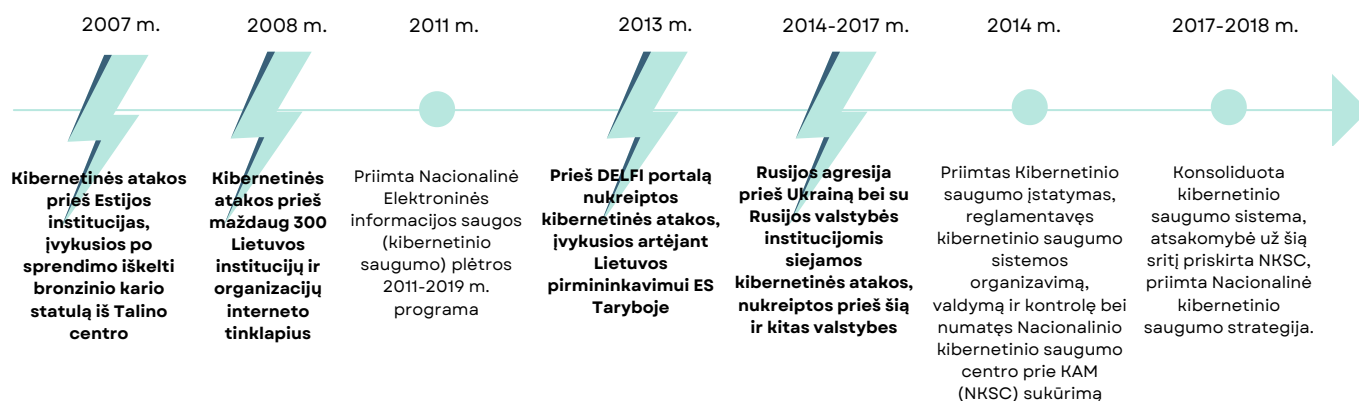 2007 m.
2008 m.
2011 m.
2013 m.
2014-2017 m.
2014 m.
2017-2018 m.
Kibernetinės atakos
prieš Estijos
institucijas,
įvykusios po
sprendimo iškelti
bronzinio kario
statulą iš Talino
centro
Kibernetinės
atakos prieš
maždaug 300
Lietuvos
institucijų ir
organizacijų
interneto
tinklapius
Priimta Nacionalinė
Elektroninės
informacijos saugos
(kibernetinio
saugumo) plėtros
2011-2019 m.
programa
Prieš DELFI portalą
nukreiptos
kibernetinės atakos,
įvykusios artėjant
Lietuvos
pirmininkavimui ES
Taryboje
Rusijos agresija
prieš Ukrainą bei su
Rusijos valstybės
institucijomis
siejamos
kibernetinės atakos,
nukreiptos prieš šią
ir kitas valstybes
Priimtas Kibernetinio
saugumo įstatymas,
reglamentavęs
kibernetinio saugumo
sistemos
organizavimą,
valdymą ir kontrolę bei
numatęs Nacionalinio
kibernetinio saugumo
centro prie KAM
(NKSC) sukūrimą
Konsoliduota
kibernetinio
saugumo sistema,
atsakomybė už šią
sritį priskirta NKSC,
priimta Nacionalinė
kibernetinio
saugumo strategija.